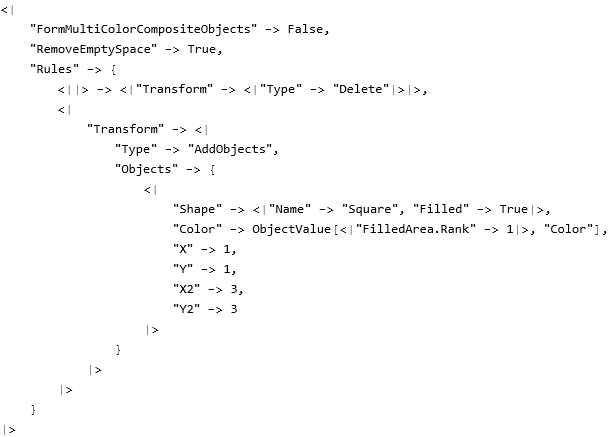 <|
    "FormMultiColorCompositeObjects" -> False,
    "RemoveEmptySpace" -> True,
    "Rules" -> {
        <||> -> <|"Transform" -> <|"Type" -> "Delete"|>|>,
        <|
            "Transform" -> <|
                "Type" -> "AddObjects",
                "Objects" -> {
                    <|
                        "Shape" -> <|"Name" -> "Square", "Filled" -> True|>,
                        "Color" -> ObjectValue[<|"FilledArea.Rank" -> 1|>, "Color"],
                        "X" -> 1,
                        "Y" -> 1,
                        "X2" -> 3,
                        "Y2" -> 3
                    |>
                }
            |>
        |>
    }
|>